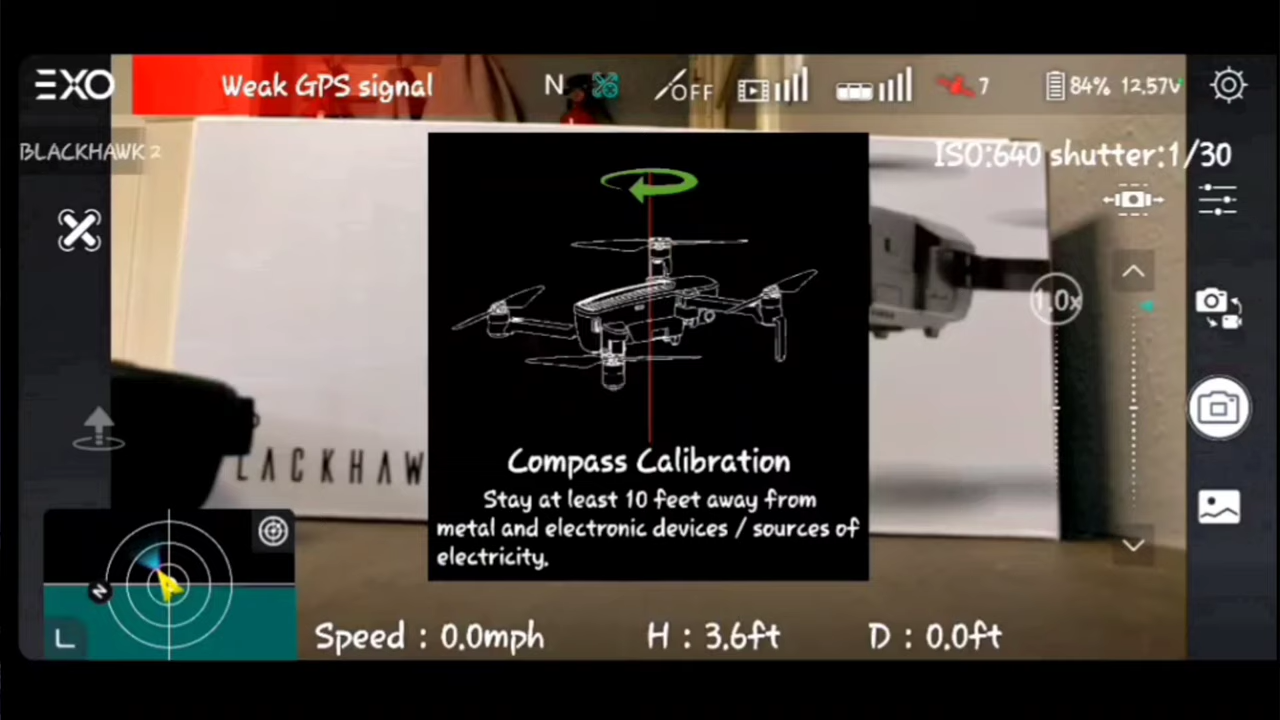 EXO
Weak GPS signal
N
OFF
7
84% 12.57V
BLACKHAWK 2
ISO:640 shutter:1/30
1.0x
LACKHAW
Compass Calibration
Stay at least 10 feet away from
metal and electronic devices / sources of
electricity.
N
L
Speed : 0.0mph
H : 3.6ft
D : 0.0ft